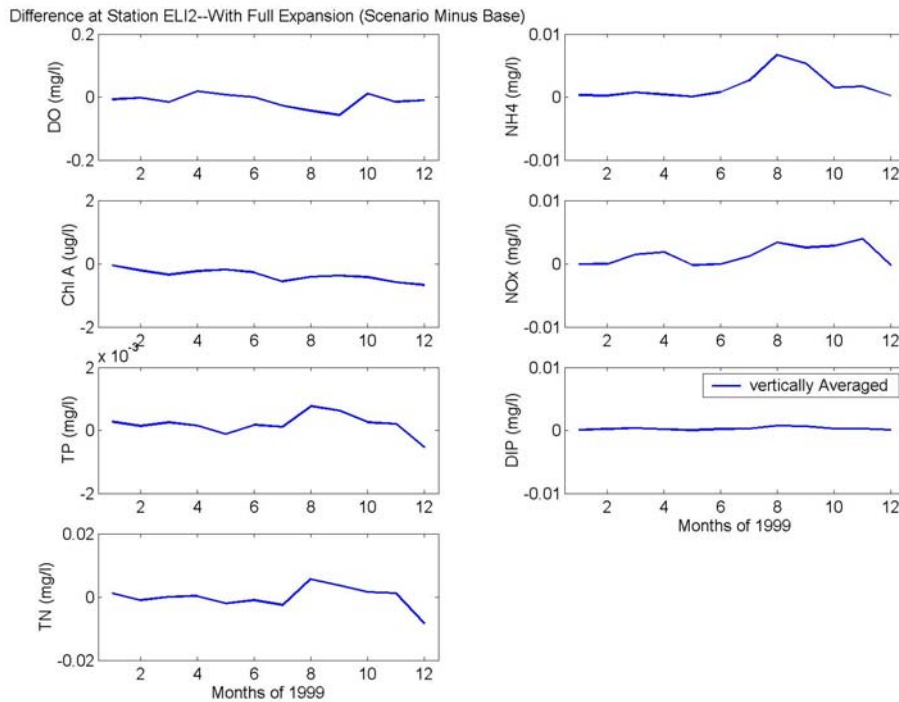 Difference at Station ELI2--With Full Expansion (Scenario Minus Base)
0.2
0
-0.2
DO (mg/l)
2 4 6 8 10 12
2
0
-2
Chl A (ug/l)
2 4 6 8 10 12
x 10-3
2
0
-2
TP (mg/l)
2 4 6 8 10 12
0.02
0
-0.02
TN (mg/l)
2 4 6 8 10 12
Months of 1999
0.01
0
-0.01
NH4 (mg/l)
2 4 6 8 10 12
0.01
0
-0.01
NOx (mg/l)
2 4 6 8 10 12
0.01
0
-0.01
DIP (mg/l)
vertically Averaged
2 4 6 8 10 12
Months of 1999